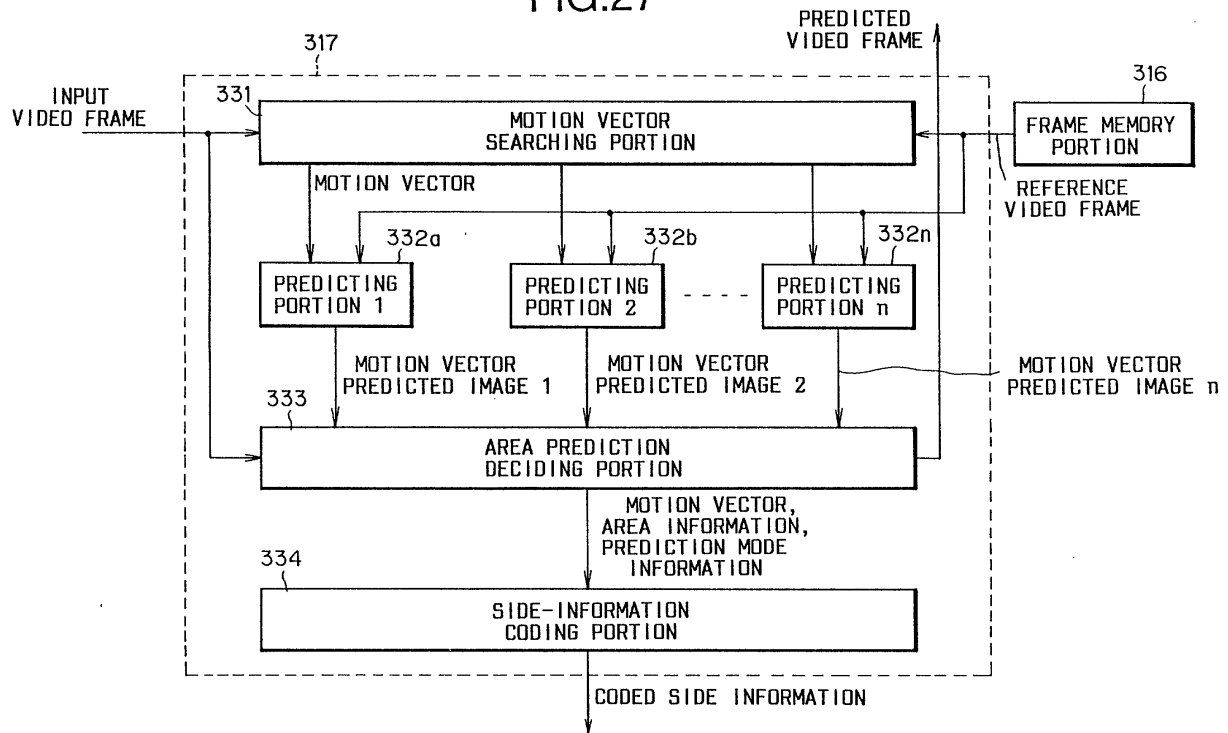 FIG.27
PREDICTED
VIDEO FRAME
317
INPUT
VIDEO FRAME
331
MOTION VECTOR
SEARCHING PORTION
316
FRAME MEMORY
PORTION
MOTION VECTOR
REFERENCE
VIDEO FRAME
332a
PREDICTING
PORTION 1
332b
PREDICTING
PORTION 2
332n
PREDICTING
PORTION n
MOTION VECTOR
PREDICTED IMAGE 1
MOTION VECTOR
PREDICTED IMAGE 2
MOTION VECTOR
PREDICTED IMAGE n
333
AREA PREDICTION
DECIDING PORTION
MOTION VECTOR,
AREA INFORMATION,
PREDICTION MODE
INFORMATION
334
SIDE-INFORMATION
CODING PORTION
CODED SIDE INFORMATION